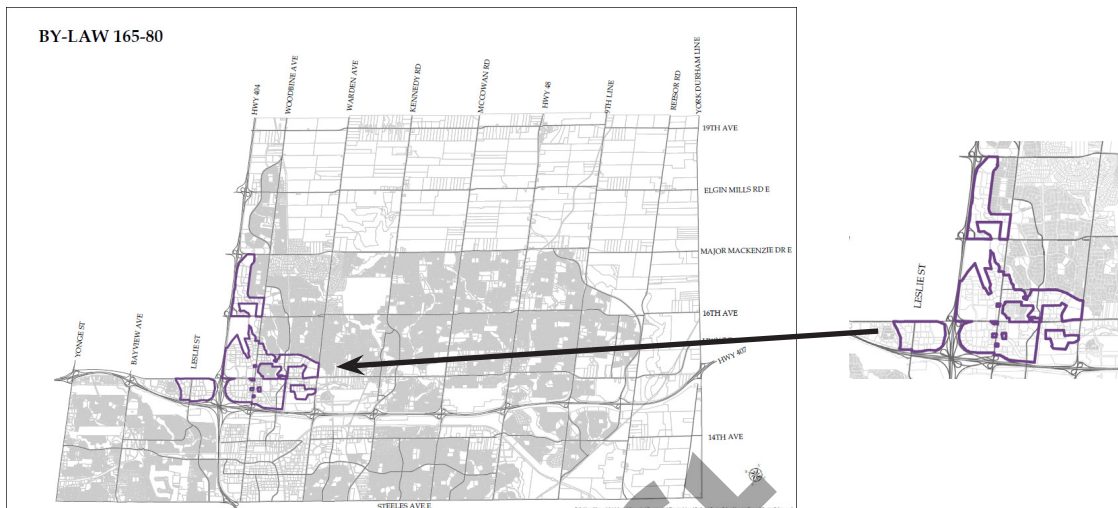 BY-LAW 165-80
HWY 404
WOODBINE AVE
WARDEN AVE
KENNEDY RD
MCCOWAN RD
HWY 48
9TH LINE
REESOR RD
YORK DURHAM LINE
19TH AVE
ELGIN MILLS RD E
MAJOR MACKENZIE DR E
16TH AVE
HWY 407
14TH AVE
YONGE ST
BAYVIEW AVE
LESLIE ST
STEELES AVE E
LESLIE ST